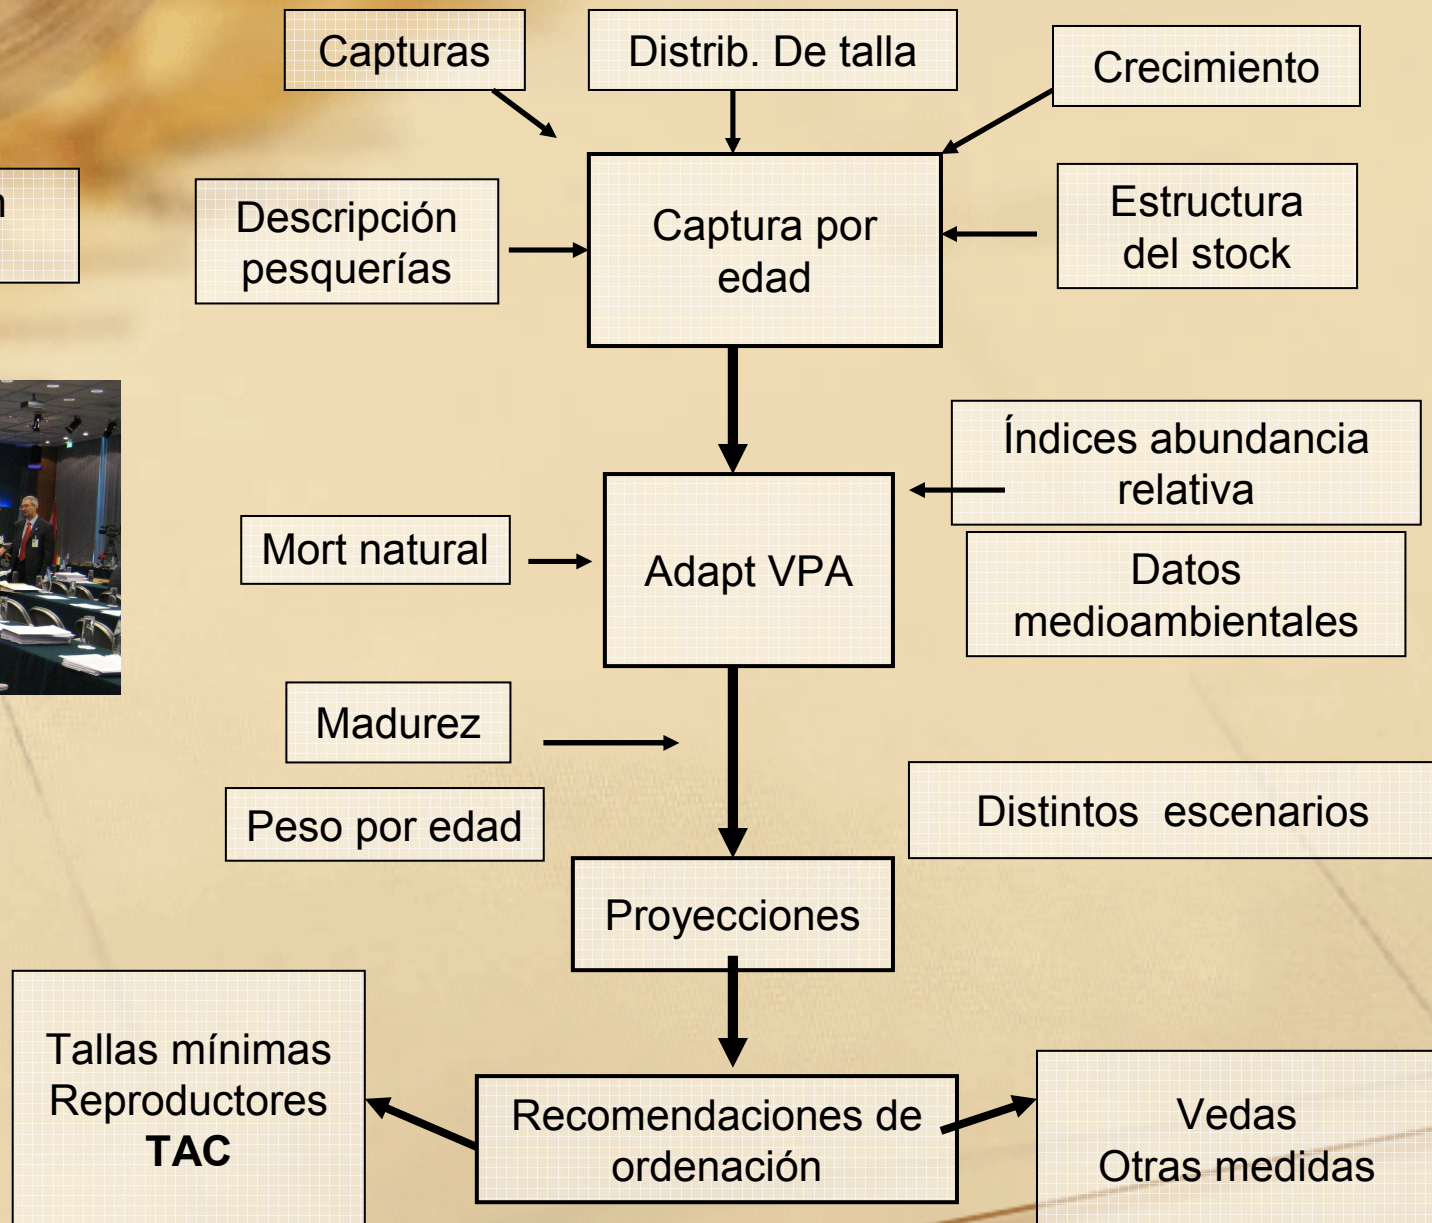 Capturas
Distrib. De talla
Crecimiento
Descripción
pesquerías
Captura por
edad
Estructura
del stock
Índices abundancia
relativa
Mort natural
Adapt VPA
Datos
medioambientales
Madurez
Peso por edad
Distintos escenarios
Proyecciones
Tallas mínimas
Reproductores
TAC
Recomendaciones de
ordenación
Vedas
Otras medidas